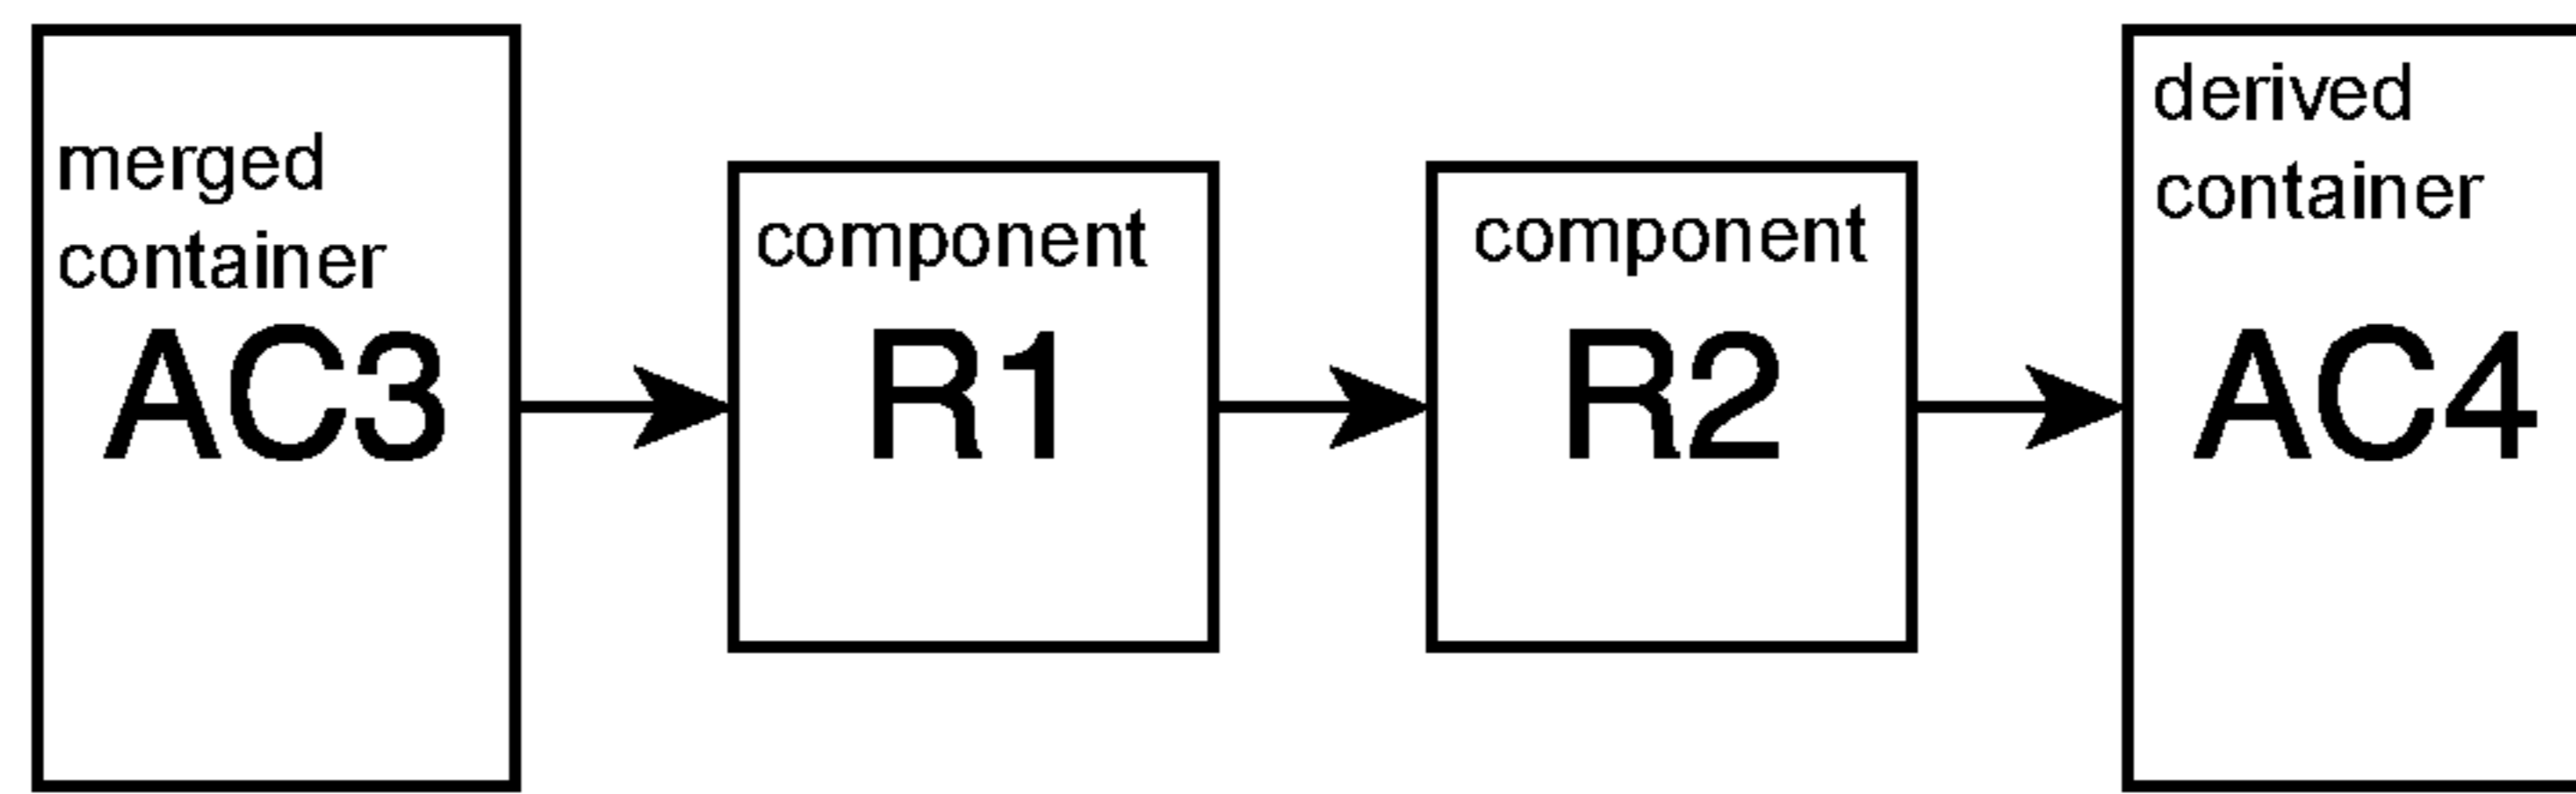 merged
container
AC3
component
R1
component
R2
derived
container
AC4